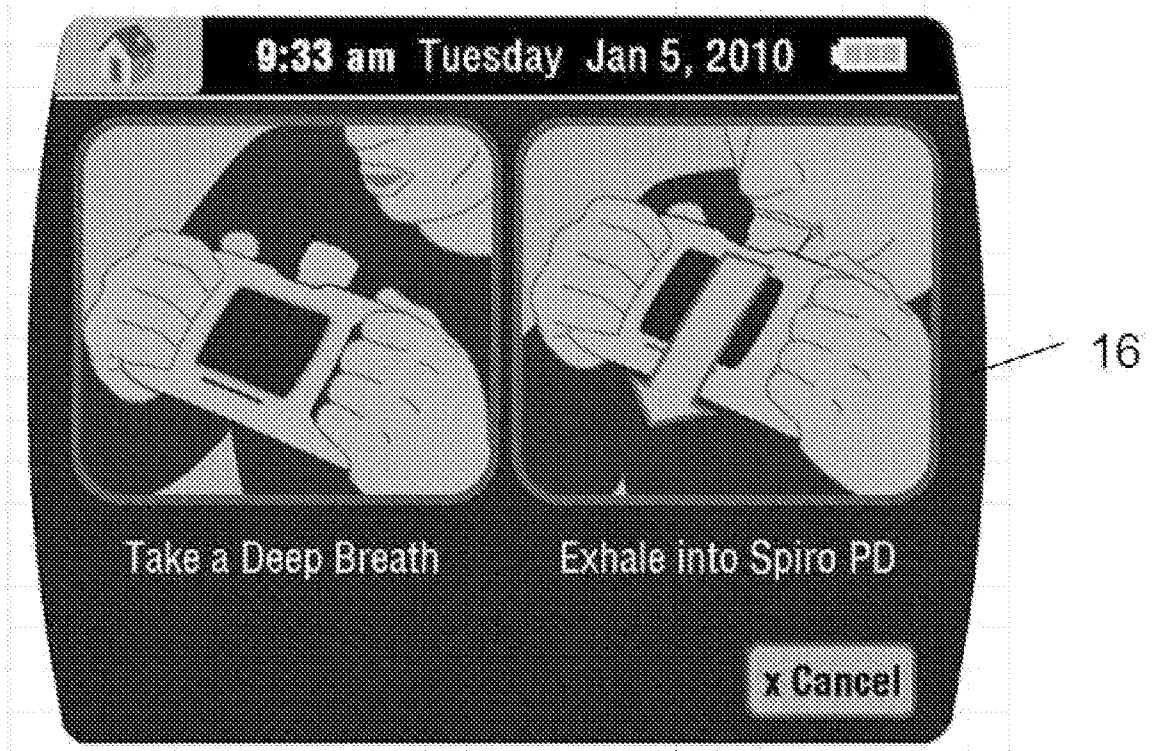 9:33 am Tuesday Jan 5, 2010
16
Take a Deep Breath Exhale into Spiro PD
x Cancel